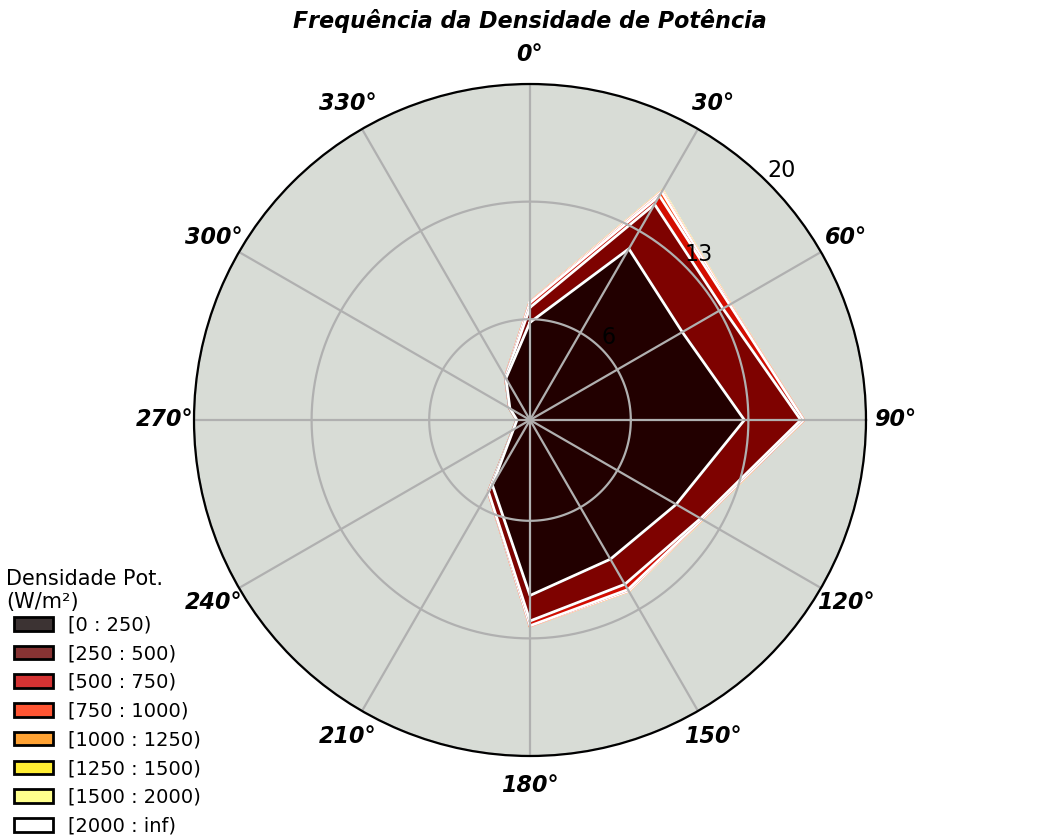 Frequência da Densidade de Potência
0°
330°
30°
20
300°
60°
13
6
270°
90°
240°
120°
210°
150°
180°
Densidade Pot.
(W/m²)
[0 : 250)
[250 : 500)
[500 : 750)
[750 : 1000)
[1000 : 1250)
[1250 : 1500)
[1500 : 2000)
[2000 : inf)